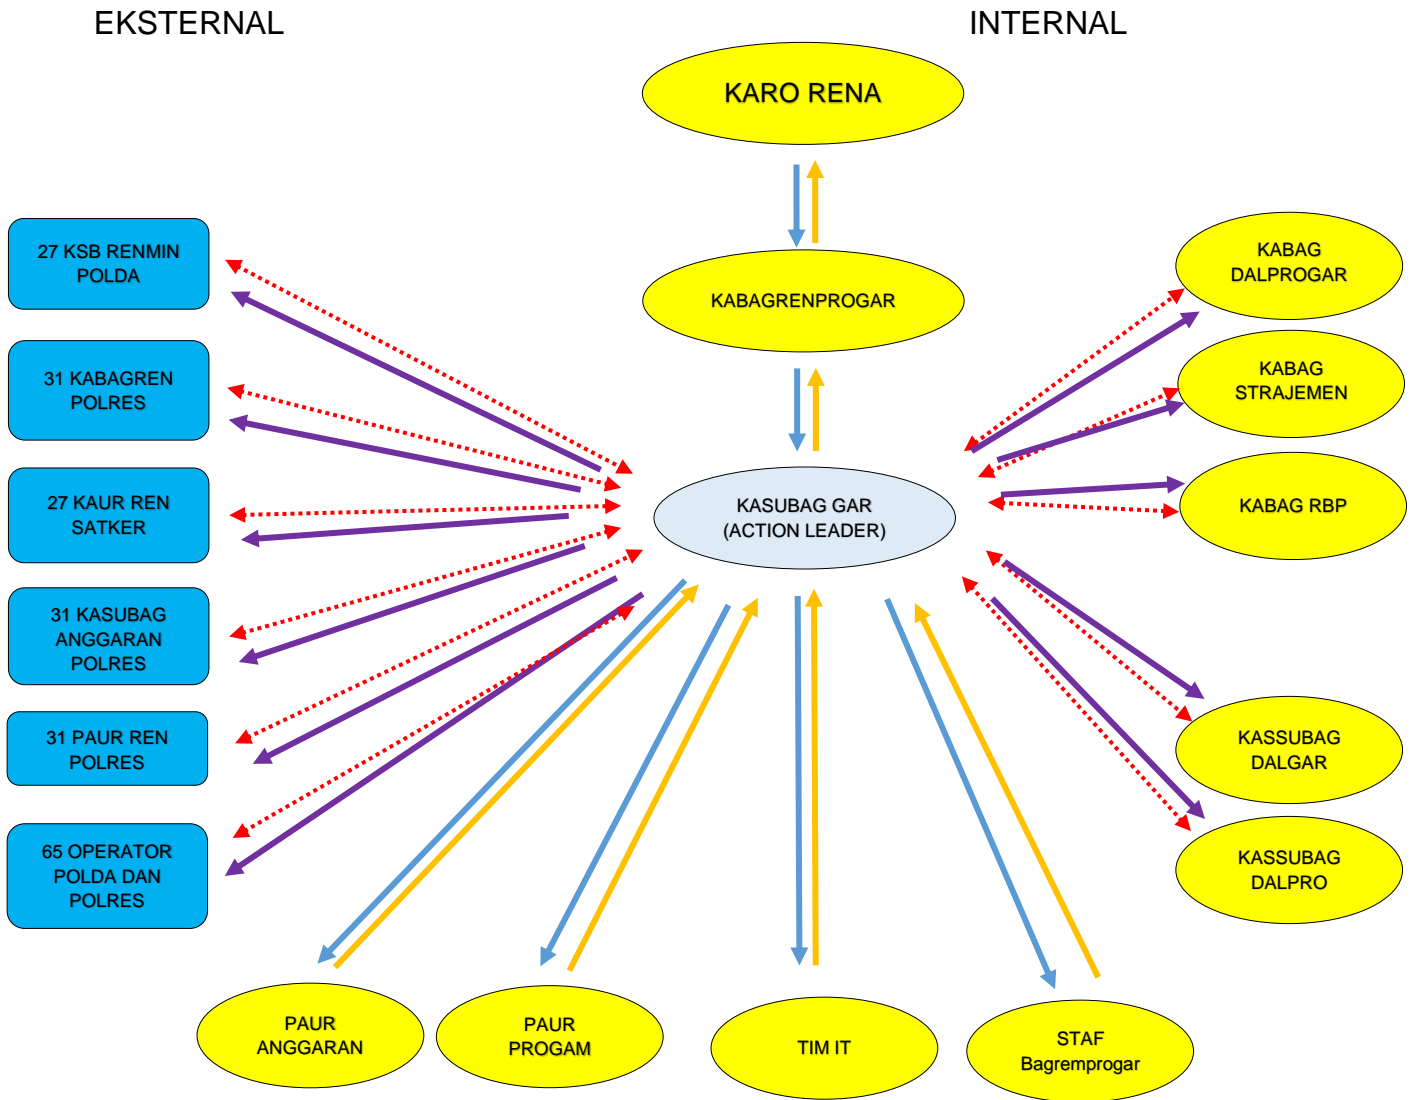 EKSTERNAL
INTERNAL
KARO RENA
KABAGRENPROGAR
KASUBAG GAR
(ACTION LEADER)
27 KSB RENMIN
POLDA
31 KABAGREN
POLRES
27 KAUR REN
SATKER
31 KASUBAG
ANGGARAN
POLRES
31 PAUR REN
POLRES
65 OPERATOR
POLDA DAN
POLRES
KABAG
DALPROGAR
KABAG
STRAJEMEN
KABAG RBP
KASSUBAG
DALGAR
KASSUBAG
DALPRO
PAUR
ANGGARAN
PAUR
PROGAM
TIM IT
STAF
Bagremprogar